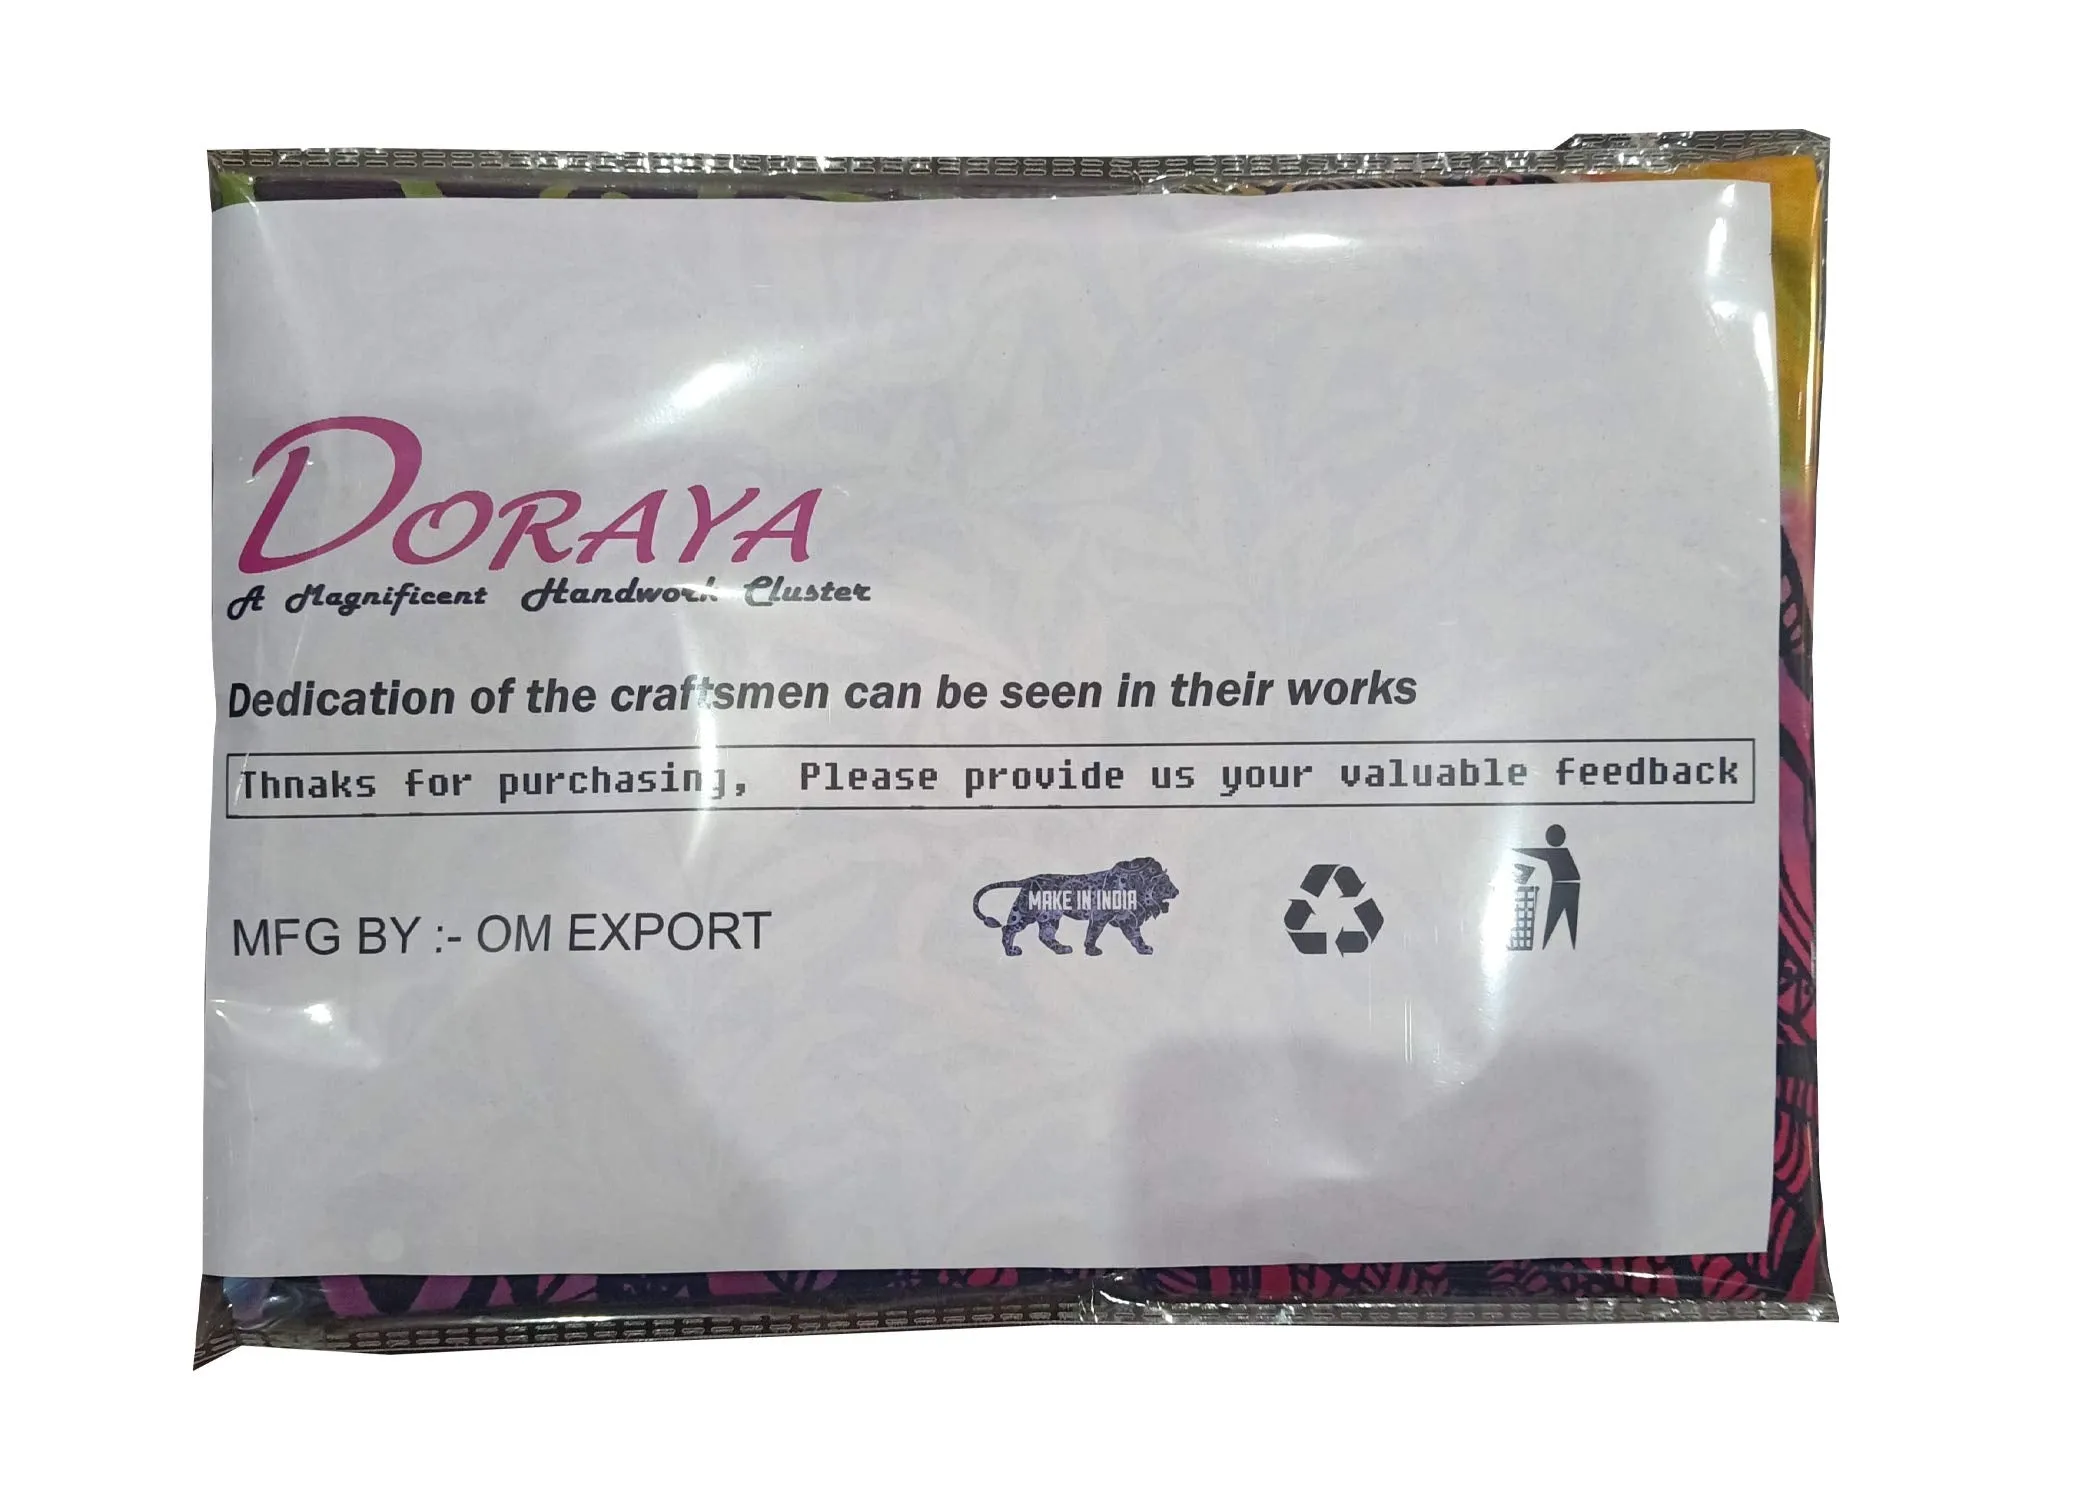 DORAYA
A Magnificent Handwork Cluster
Dedication of the craftsmen can be seen in their works
Thnaks for purchasing, Please provide us your valuable feedback
MFG BY :- OM EXPORT
MAKE IN INDIA